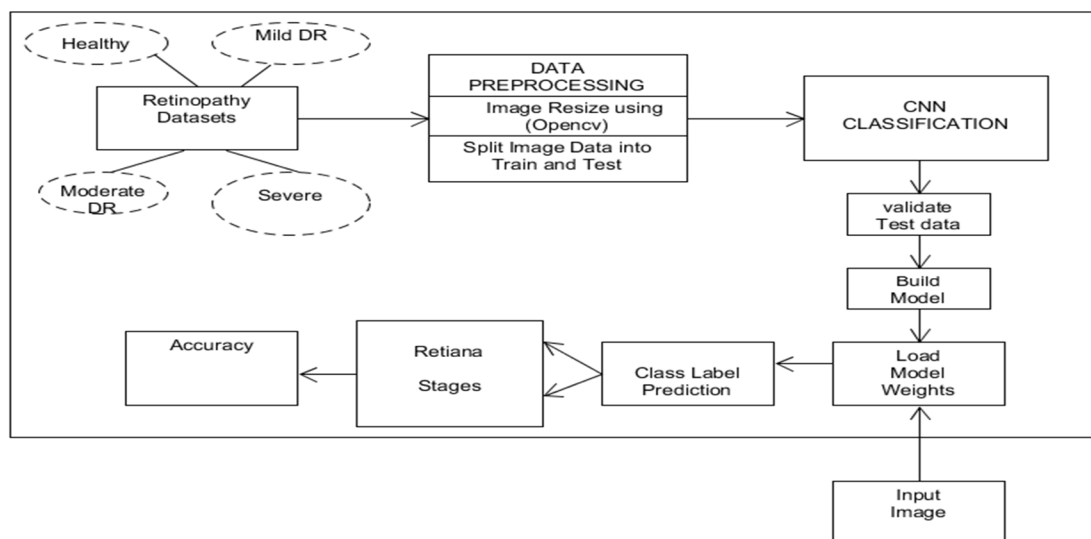 Healthy
Mild DR
Retinopathy
Datasets
Moderate
DR
Severe
DATA
PREPROCESSING
Image Resize using
(Opencv)
Split Image Data into
Train and Test
CNN
CLASSIFICATION
validate
Test data
Build
Model
Load
Model
Weights
Class Label
Prediction
Retiana
Stages
Accuracy
Input
Image